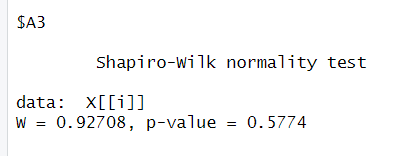 $A3
Shapiro-Wilk normality test
data:  X[[i]]
W = 0.92708, p-value = 0.5774